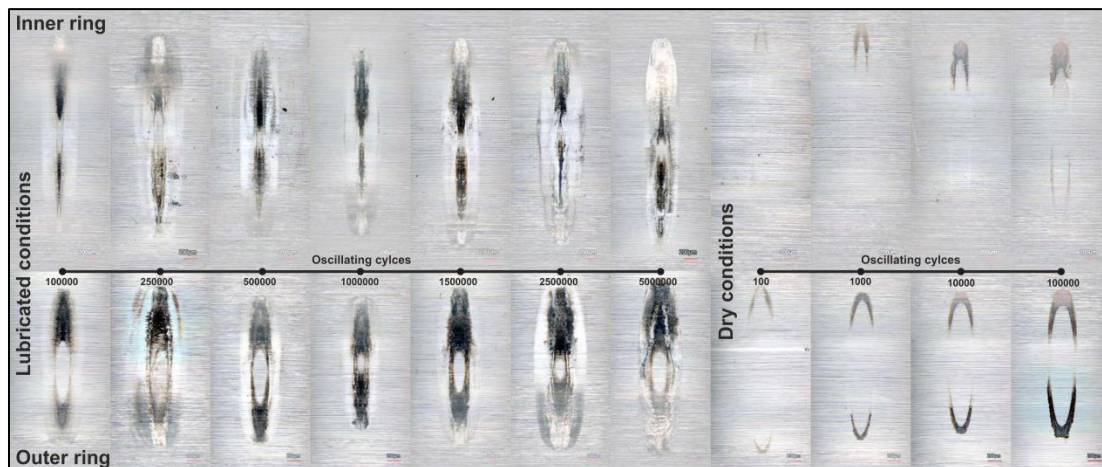 Inner ring
Lubricated conditions
Oscillating cylces
100000 250000 500000 1000000 1500000 2500000 5000000
Outer ring
Dry conditions
Oscillating cylces
100 1000 10000 100000